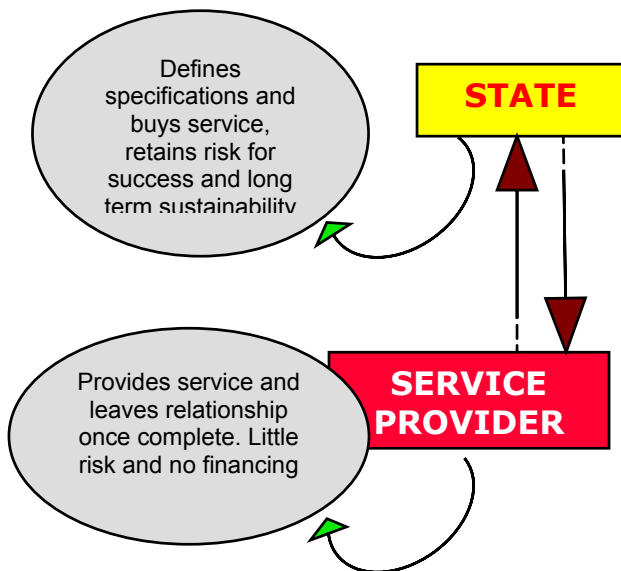 Defines
specifications and
buys service,
retains risk for
success and long
term sustainability
STATE
Provides service and
leaves relationship
once complete. Little
risk and no financing
SERVICE
PROVIDER